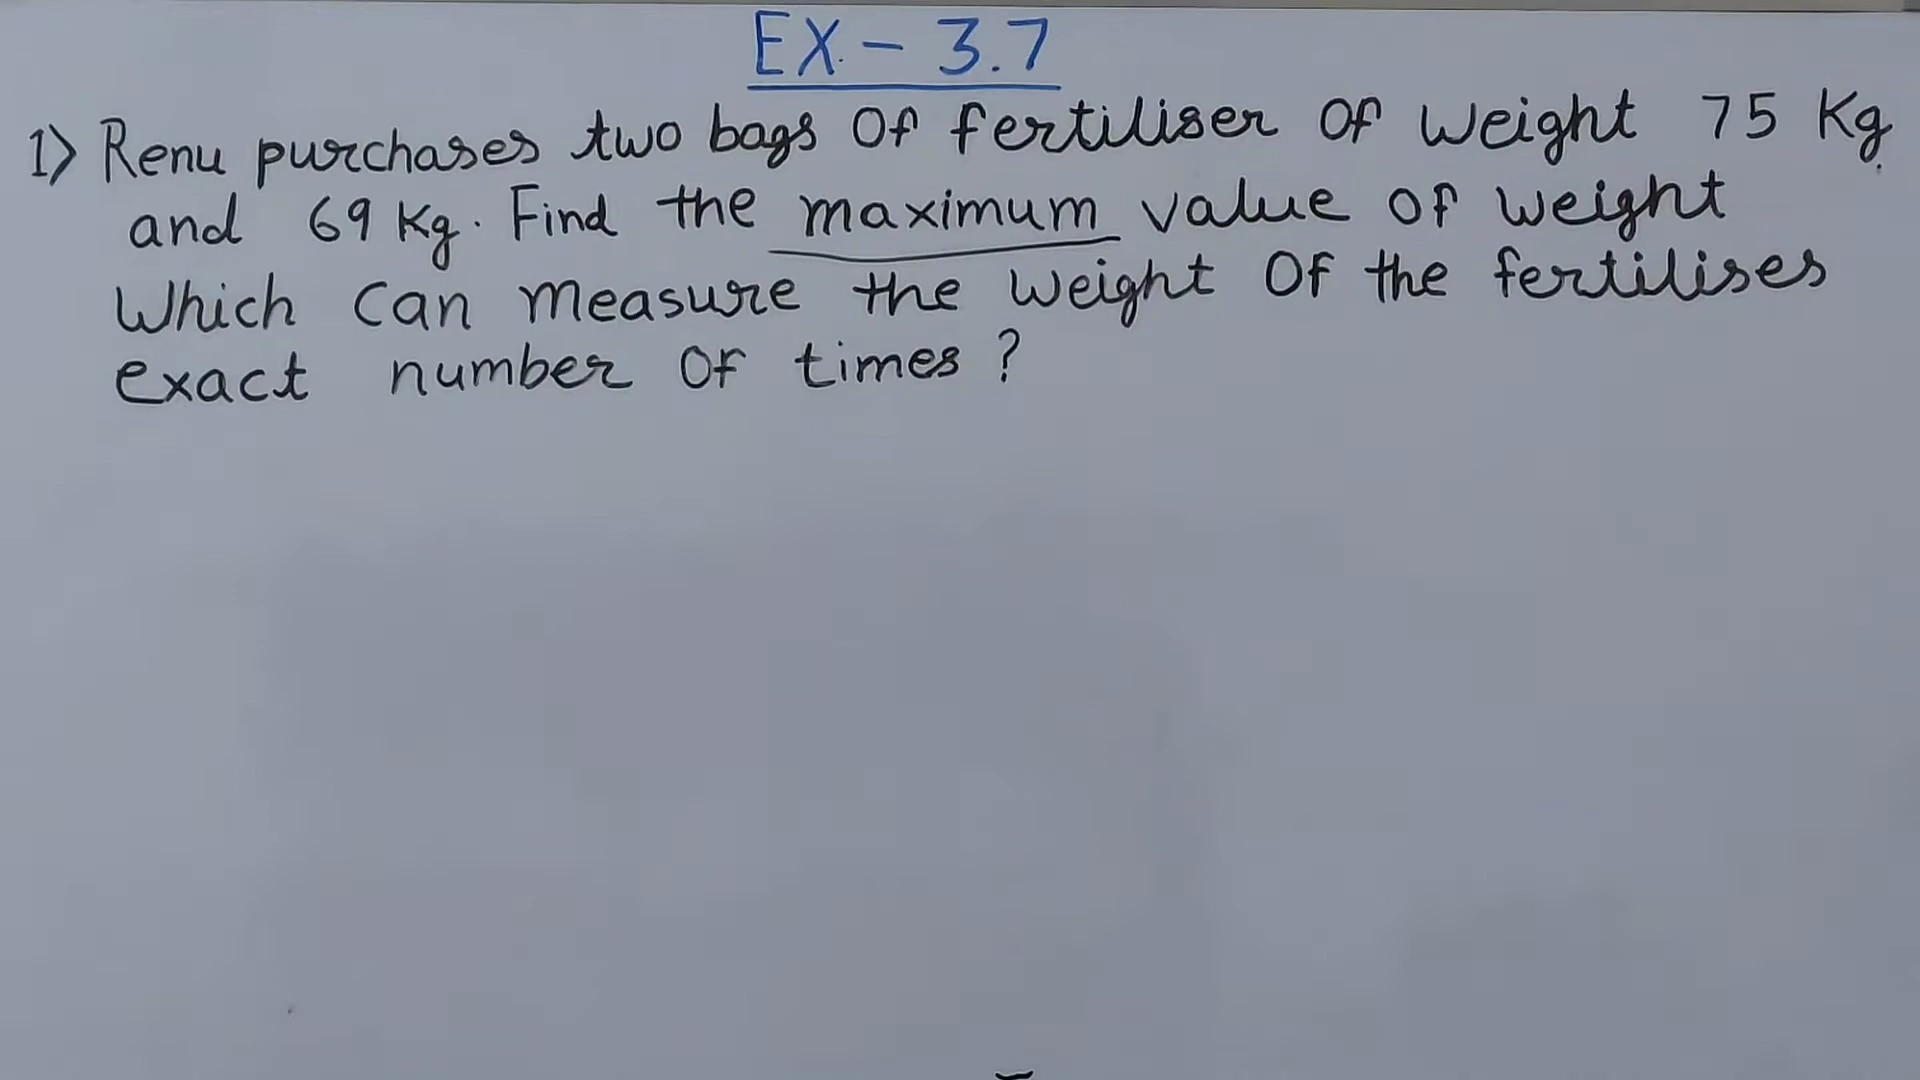 EX - 3.7
1) Renu purchases two bags of fertiliser of weight 75 Kg
and 69 Kg. Find the maximum value of weight
which can measure the weight of the fertilises
exact number of times ?